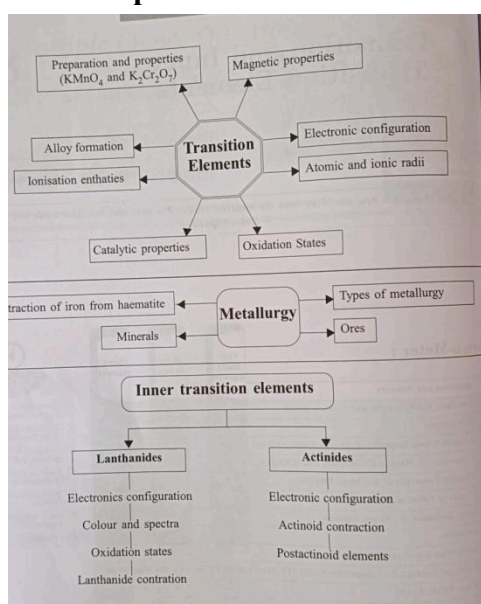 Preparation and properties
(KMnO4 and K2Cr2O7)
Magnetic properties
Alloy formation
Transition
Elements
Electronic configuration
Ionisation enthaties
Atomic and ionic radii
Catalytic properties
Oxidation States
traction of iron from haematite
Metallurgy
Types of metallurgy
Minerals
Ores
Inner transition elements
Lanthanides
Actinides
Electronics configuration
Electronic configuration
Colour and spectra
Actinoid contraction
Oxidation states
Postactinoid elements
Lanthanide contration